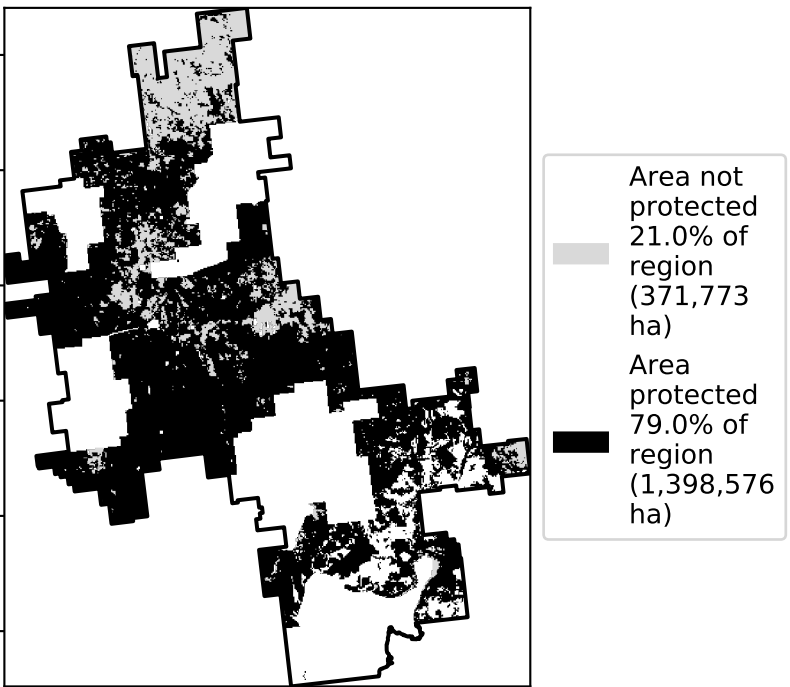 Area not
protected
21.0% of
region
(371,773
ha)
Area
protected
79.0% of
region
(1,398,576
ha)